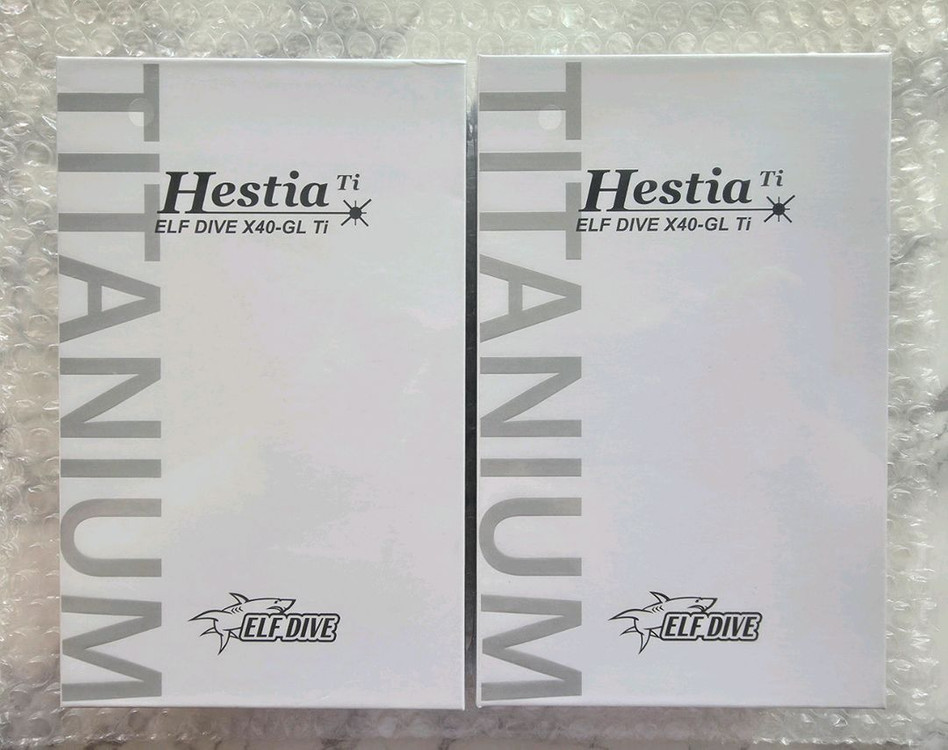 TITANIUM
Hestia Ti
ELF DIVE X40-GL Ti
ELF DIVE
TITANIUM
Hestia Ti
ELF DIVE X40-GL Ti
ELF DIVE